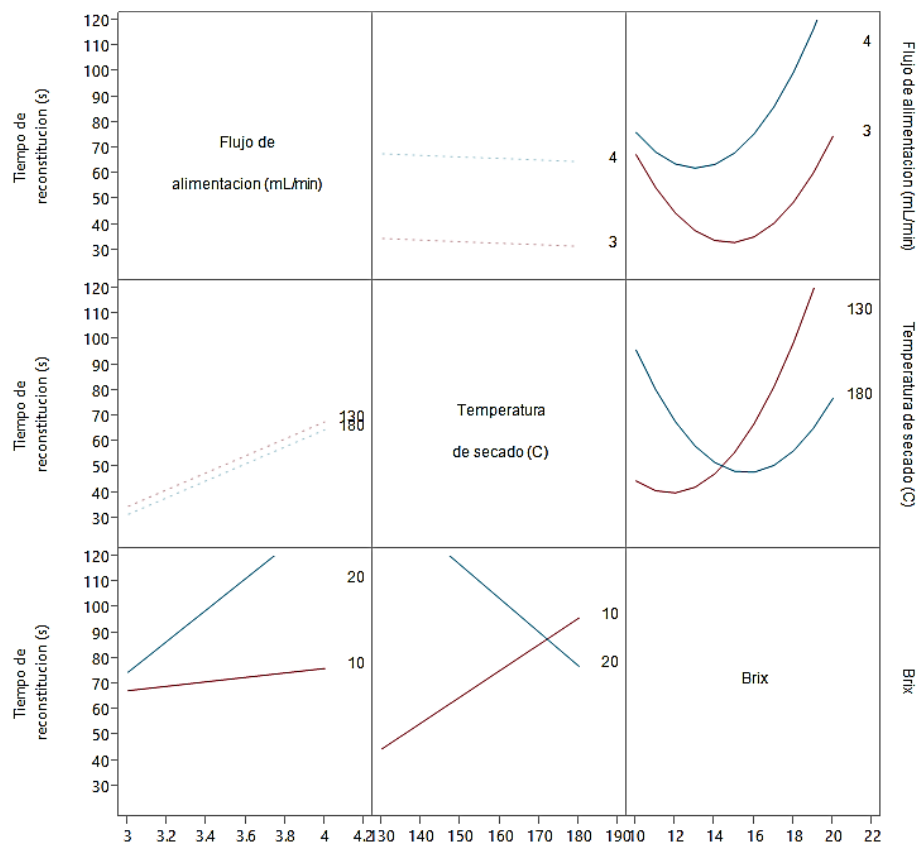 120
110
100
90
80
70
60
50
40
30
Tiempo de
reconstitucion (s)
Flujo de
alimentacion (mL/min)
4
3
4
3
Flujo de alimentacion (mL/min)
120
110
100
90
80
70
60
50
40
30
Tiempo de
reconstitucion (s)
130
180
Temperatura
de secado (C)
130
180
Temperatura de secado (C)
120
110
100
90
80
70
60
50
40
30
Tiempo de
reconstitucion (s)
20
10
10
20
Brix
Brix
3 3.2 3.4 3.6 3.8 4 4.2
130 140 150 160 170 180 190
10 12 14 16 18 20 22